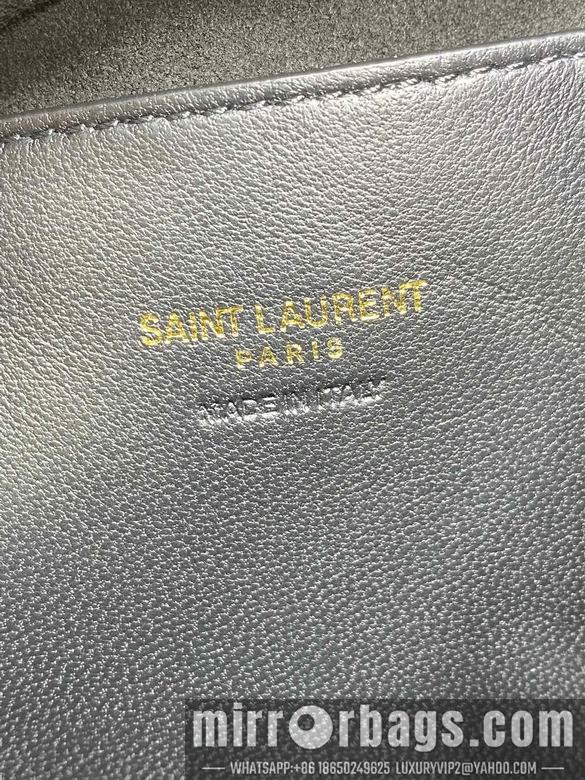 SAINT LAURENT
PARIS
MADE IN ITALY
mirrorbags.com
WHATSAPP:+86 18650249625 LUXURYVIP2@YAHOO.COM